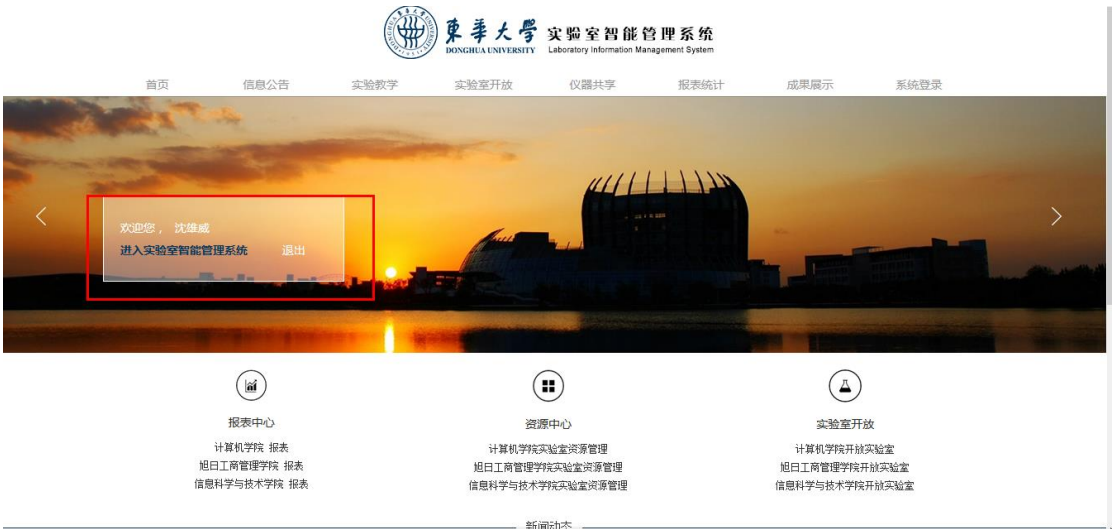 東華大學 实验室智能管理系统
DONGHUA UNIVERSITY Laboratory Information Management System
首页 信息公告 实验教学 实验室开放 仪器共享 报表统计 成果展示 系统登录
欢迎您， 沈雄威
进入实验室智能管理系统 退出
报表中心 资源中心 实验室开放
计算机学院 报表 计算机学院实验室资源管理 计算机学院开放实验室
旭日工商管理学院 报表 旭日工商管理学院实验室资源管理 旭日工商管理学院开放实验室
信息科学与技术学院 报表 信息科学与技术学院实验室资源管理 信息科学与技术学院开放实验室
新闻动态